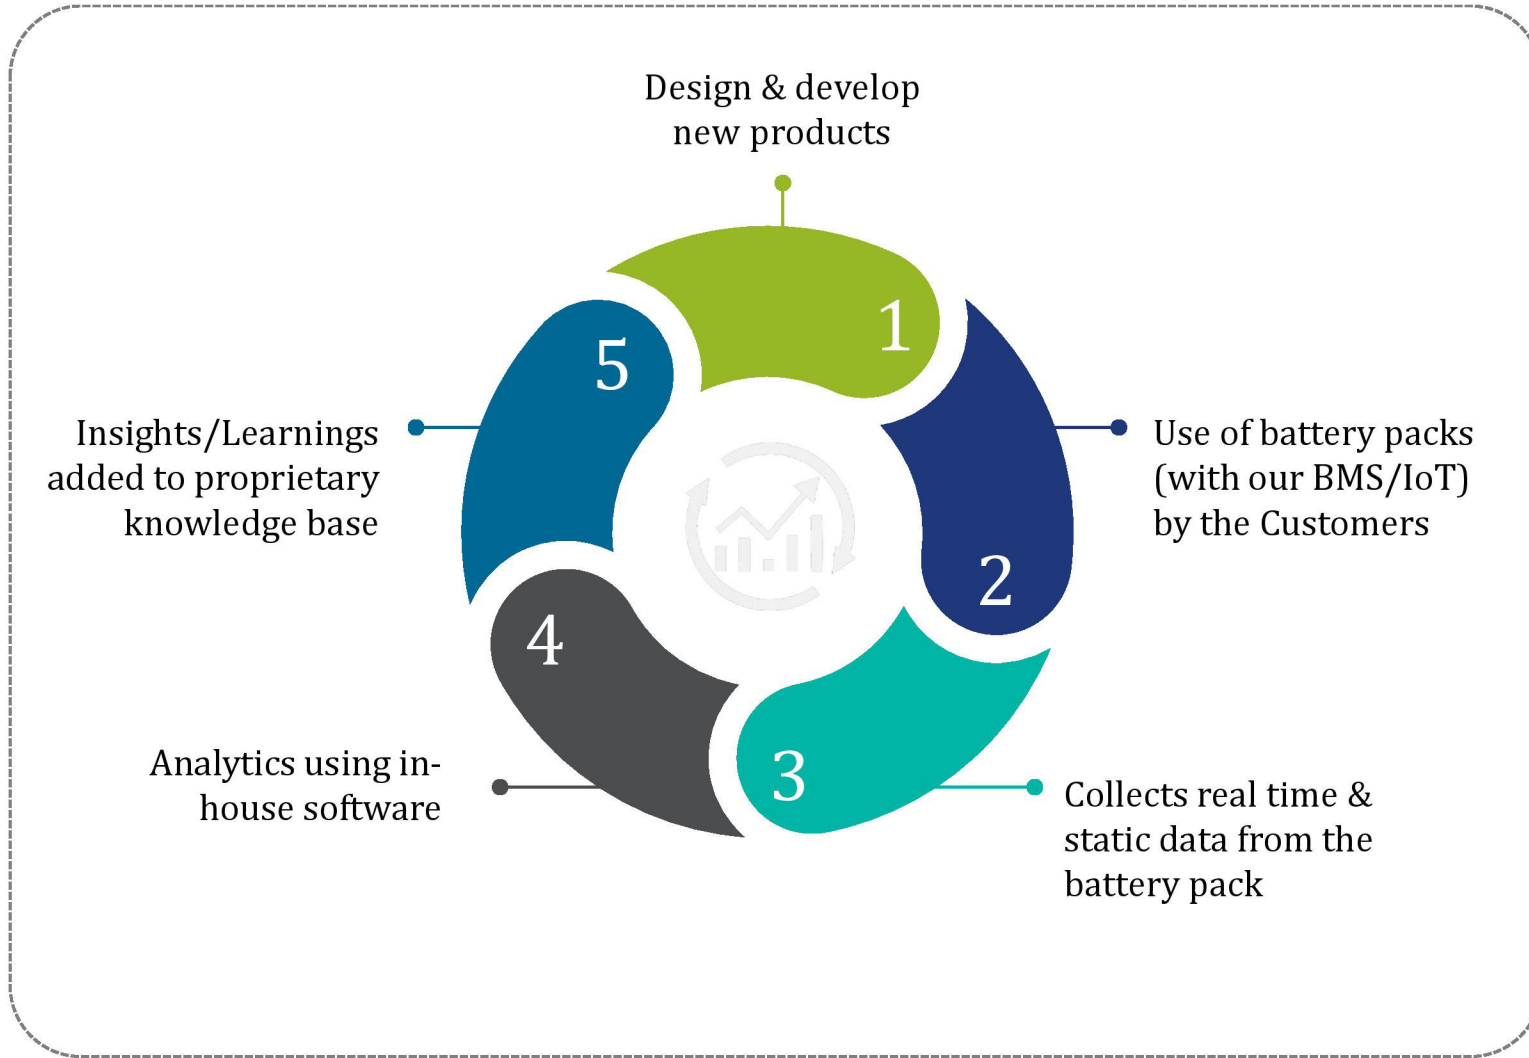 Design & develop
new products
1
Use of battery packs
(with our BMS/IoT)
by the Customers
2
Collects real time &
static data from the
battery pack
3
Analytics using in-
house software
4
Insights/Learnings
added to proprietary
knowledge base
5